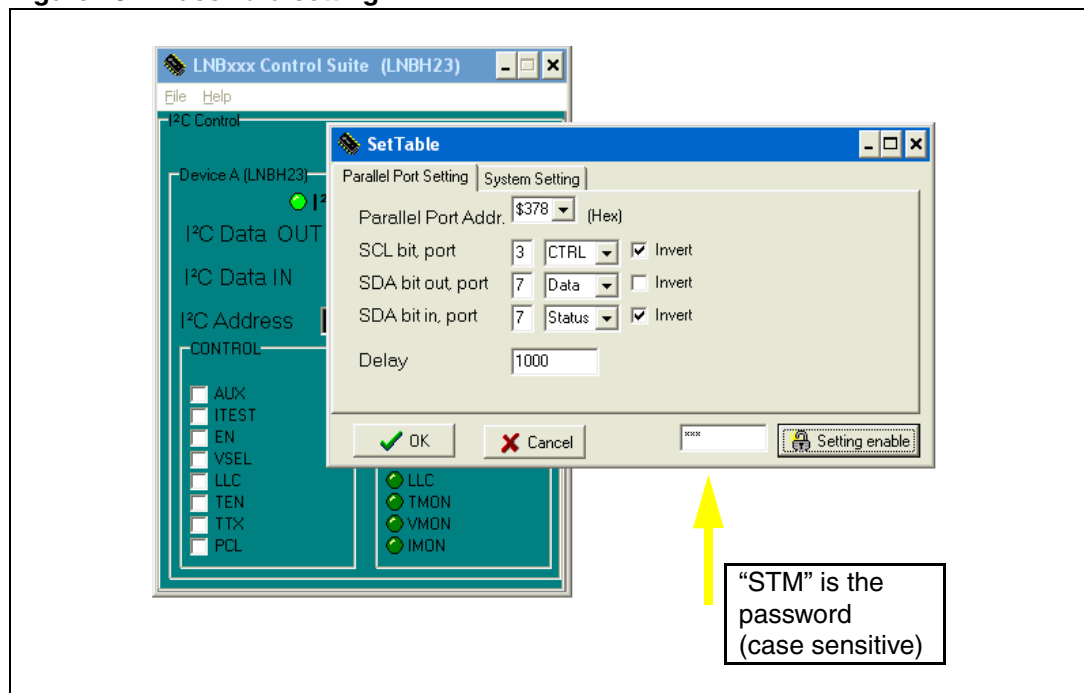 LNBxxx Control Suite (LNBH23)
File Help
I²C Control
Device A (LNBH23)
I²C Data OUT
I²C Data IN
I²C Address
CONTROL
AUX
ITEST
EN
VSEL
LLC
TEN
TTX
PCL
LLC
TMON
VMON
IMON
SetTable
Parallel Port Setting System Setting
Parallel Port Addr. $378 (Hex)
SCL bit, port 3 CTRL Invert
SDA bit out, port 7 Data Invert
SDA bit in, port 7 Status Invert
Delay 1000
OK Cancel *** Setting enable
“STM” is the
password
(case sensitive)